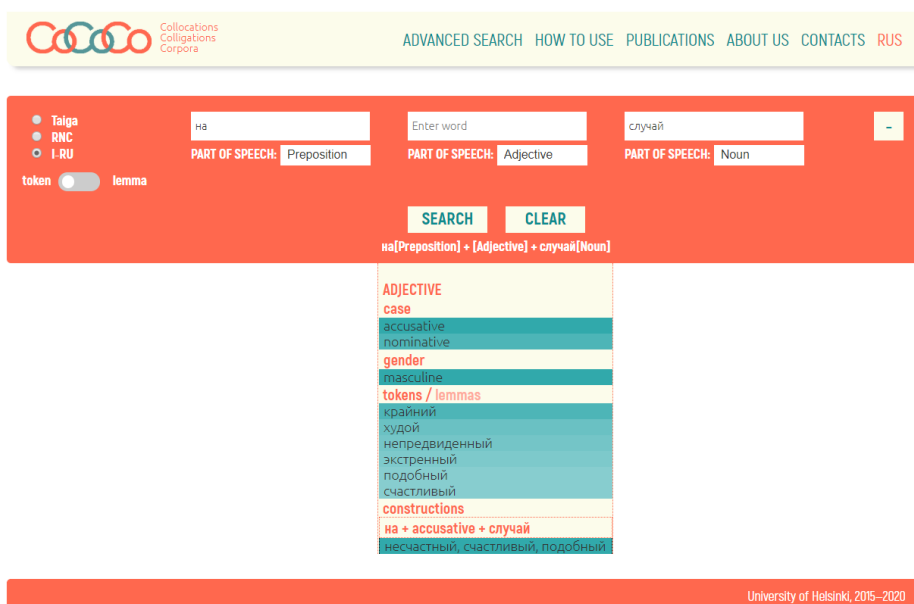 CoCoCo
Collocations
Colligations
Corpora
ADVANCED SEARCH HOW TO USE PUBLICATIONS ABOUT US CONTACTS RUS
Taiga
RNC
I-RU
token lemma
на
Enter word
случай
-
PART OF SPEECH: Preposition
PART OF SPEECH: Adjective
PART OF SPEECH: Noun
SEARCH CLEAR
на[Preposition] + [Adjective] + случай[Noun]
ADJECTIVE
case
accusative
nominative
gender
masculine
tokens / lemmas
крайний
худой
непредвиденный
экстренный
подобный
счастливый
constructions
на + accusative + случай
несчастный, счастливый, подобный
University of Helsinki, 2015–2020